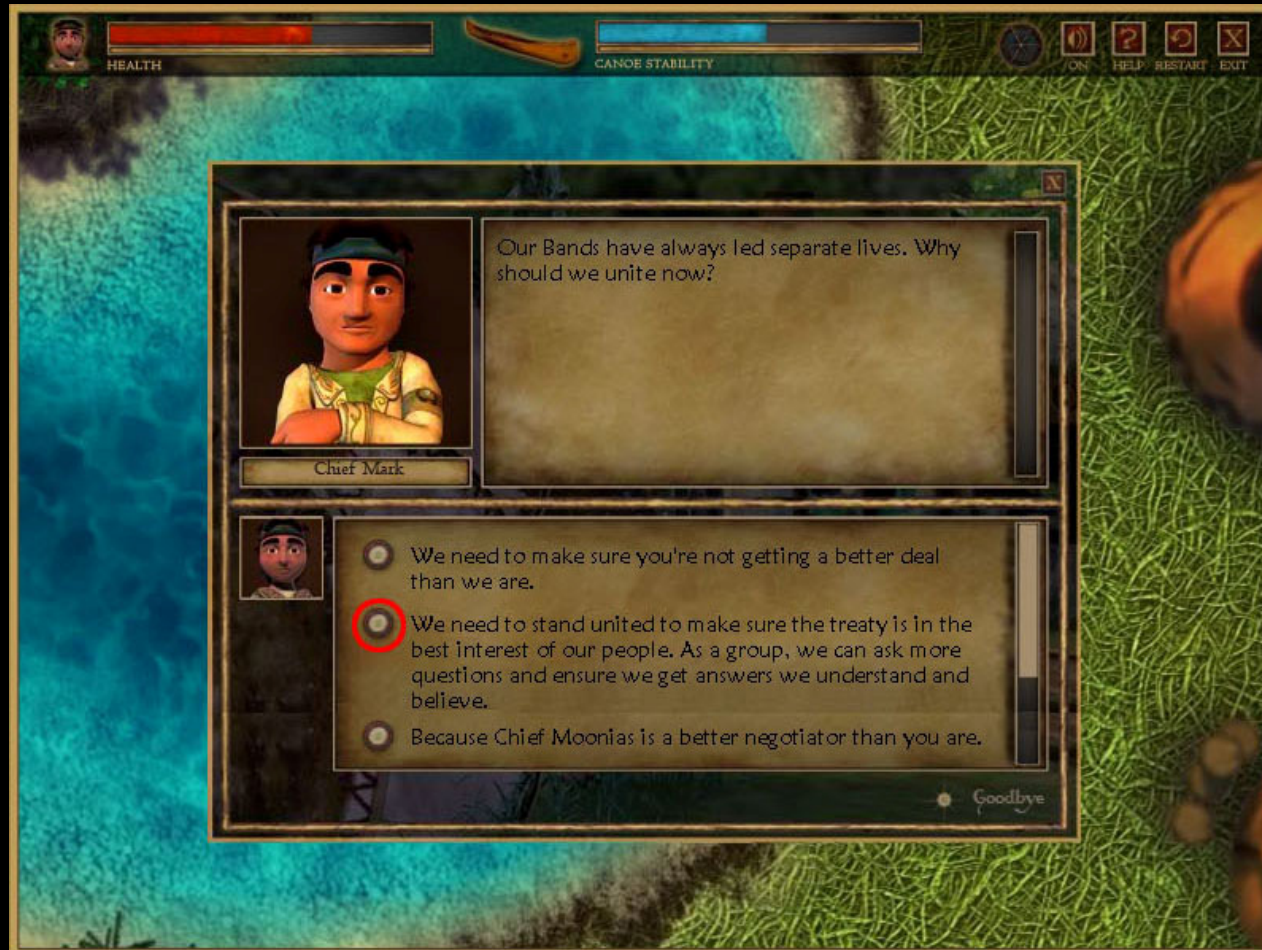 HEALTH
CANOE STABILITY
ON HELP RESTART EXIT
X
X
Our Bands have always led separate lives. Why
should we unite now?
Chief Mark
We need to make sure you're not getting a better deal
than we are.
We need to stand united to make sure the treaty is in the
best interest of our people. As a group, we can ask more
questions and ensure we get answers we understand and
believe.
Because Chief Moonias is a better negotiator than you are.
Goodbye